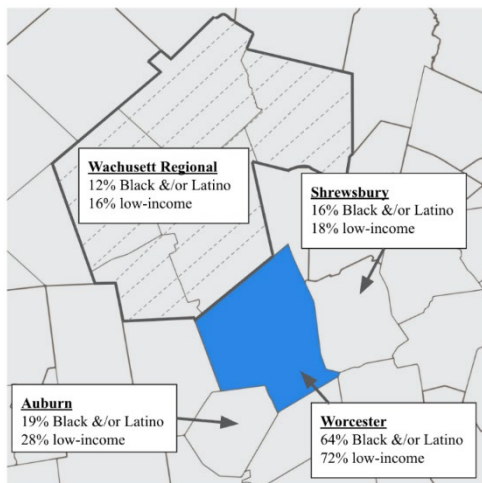 Wachusett Regional
12% Black &/or Latino
16% low-income
Shrewsbury
16% Black &/or Latino
18% low-income
Auburn
19% Black &/or Latino
28% low-income
Worcester
64% Black &/or Latino
72% low-income